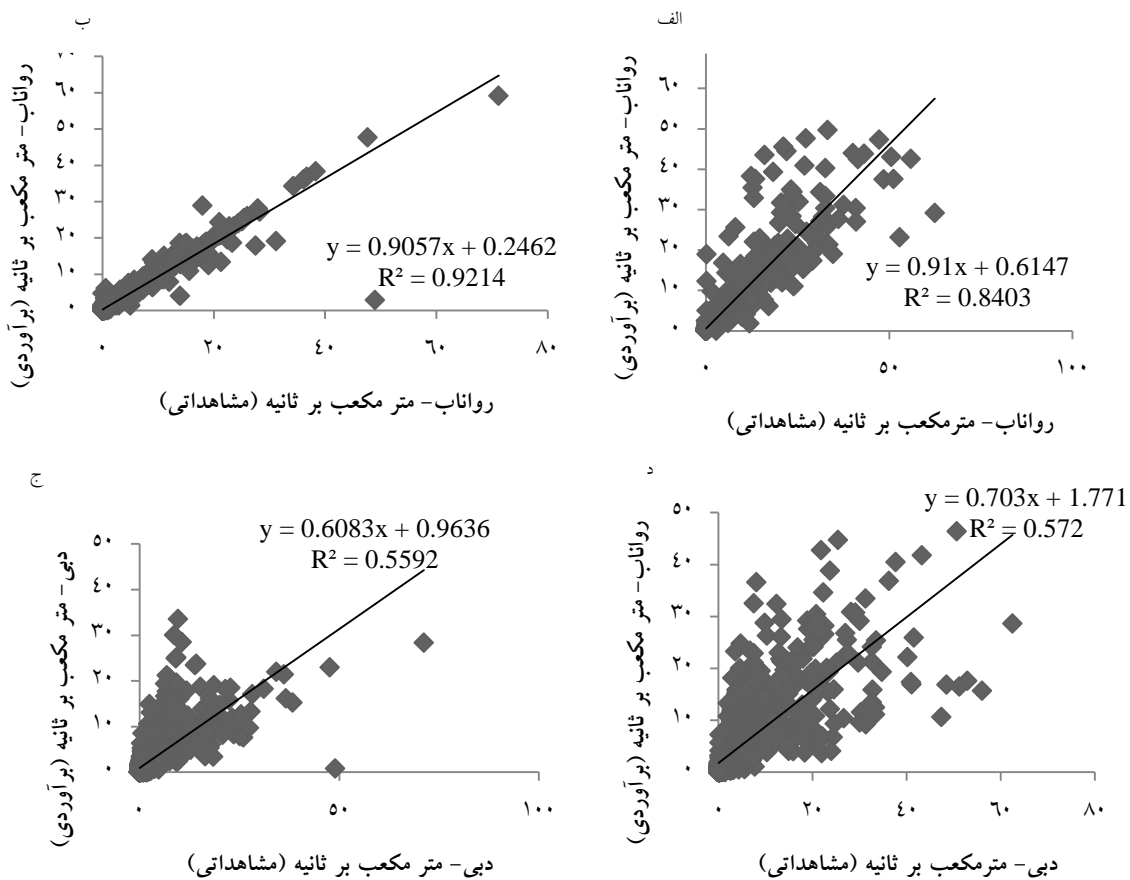 الف
رواناب- متر مکعب بر ثانیه (برآوردی)
۶۰
۵۰
۴۰
۳۰
۲۰
۱۰
۰
y = 0.91x + 0.6147
R² = 0.8403
۰ ۵۰ ۱۰۰
رواناب- مترمکعب بر ثانیه (مشاهداتی)
ب
رواناب- متر مکعب بر ثانیه (برآوردی)
۷۰
۶۰
۵۰
۴۰
۳۰
۲۰
۱۰
۰
y = 0.9057x + 0.2462
R² = 0.9214
۰ ۲۰ ۴۰ ۶۰ ۸۰
رواناب- متر مکعب بر ثانیه (مشاهداتی)
د
رواناب- متر مکعب بر ثانیه (برآوردی)
y = 0.703x + 1.771
R² = 0.572
۵۰
۴۰
۳۰
۲۰
۱۰
۰
۰ ۲۰ ۴۰ ۶۰ ۸۰
دبی- مترمکعب بر ثانیه (مشاهداتی)
ج
دبی- متر مکعب بر ثانیه (برآوردی)
y = 0.6083x + 0.9636
R² = 0.5592
۵۰
۴۰
۳۰
۲۰
۱۰
۰
۰ ۵۰ ۱۰۰
دبی- متر مکعب بر ثانیه (مشاهداتی)